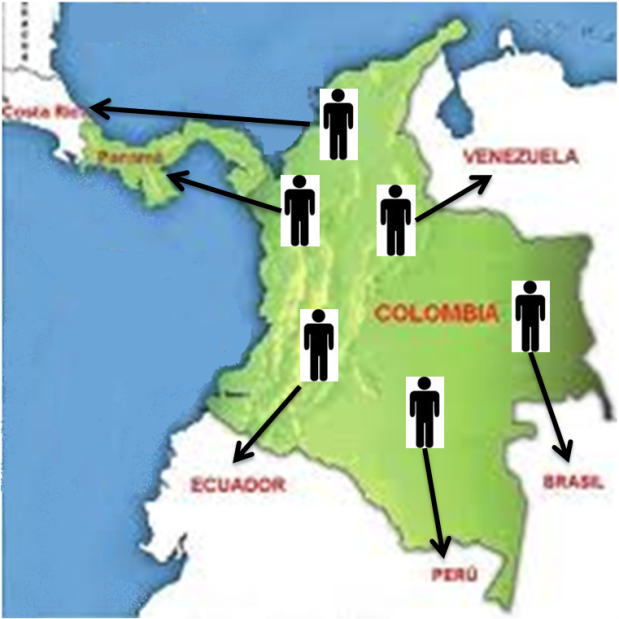 Costa Rica
Panamá
VENEZUELA
COLOMBIA
ECUADOR
BRASIL
PERÚ